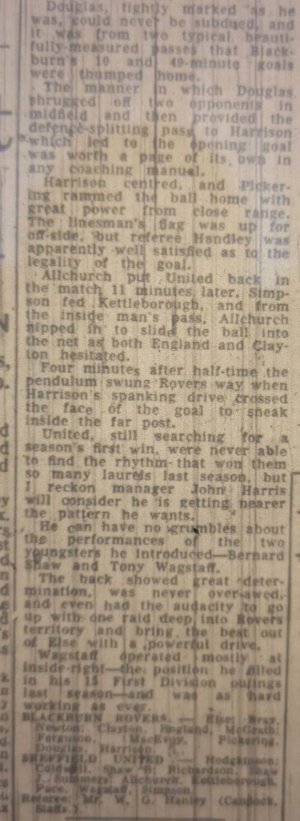 Douglas, tightly marked as he
was, could never be subdued, and
it was from two typical beauti-
fully-measured passes that Black-
burn's 10 and 49-minute goals
were thumped home.
The manner in which Douglas
shrugged off two opponents in
midfield and then provided the
defence-splitting pass to Harrison
which led to the opening goal
was worth a page of its own in
any coaching manual.
Harrison centred, and Picker-
ing rammed the ball home with
great power from close range.
The linesman's flag was up for
off-side, but referee Handley was
apparently well satisfied as to the
legality of the goal.
Allchurch put United back in
the match 11 minutes later. Simp-
son fed Kettleborough, and from
the inside man's pass, Allchurch
nipped in to slide the ball into
the net as both England and Clay-
ton hesitated.
Four minutes after half-time the
pendulum swung Rovers way when
Harrison's spanking drive crossed
the face of the goal to sneak
inside the far post.
United, still searching for a
season's first win, were never able
to find the rhythm that won them
so many laurels last season, but
I reckon manager John Harris
will consider he is getting nearer
the pattern he wants.
He can have no grumbles about
the performances of the two
youngsters he introduced—Bernard
Shaw and Tony Wagstaff.
The back showed great deter-
mination, was never over-awed,
and even had the audacity to go
up with one raid deep into Rovers
territory and bring the best out
of Else with a powerful drive.
Wagstaff operated mostly at
inside-right—the position he filled
in his 15 First Division outings
last season—and was as hard
working as ever.
BLACKBURN ROVERS. — Else; Bray,
Newton; Clayton, England, McGrath;
Ferguson, McEvoy, Pickering,
Douglas, Harrison.
SHEFFIELD UNITED — Hodgkinson;
Coldwell, Shaw B.; Richardson, Shaw
J., Summers; Allchurch, Kettleborough,
Pace, Wagstaff, Simpson.
Referee: Mr. W. G. Hanley (Cannock,
Staffs.).